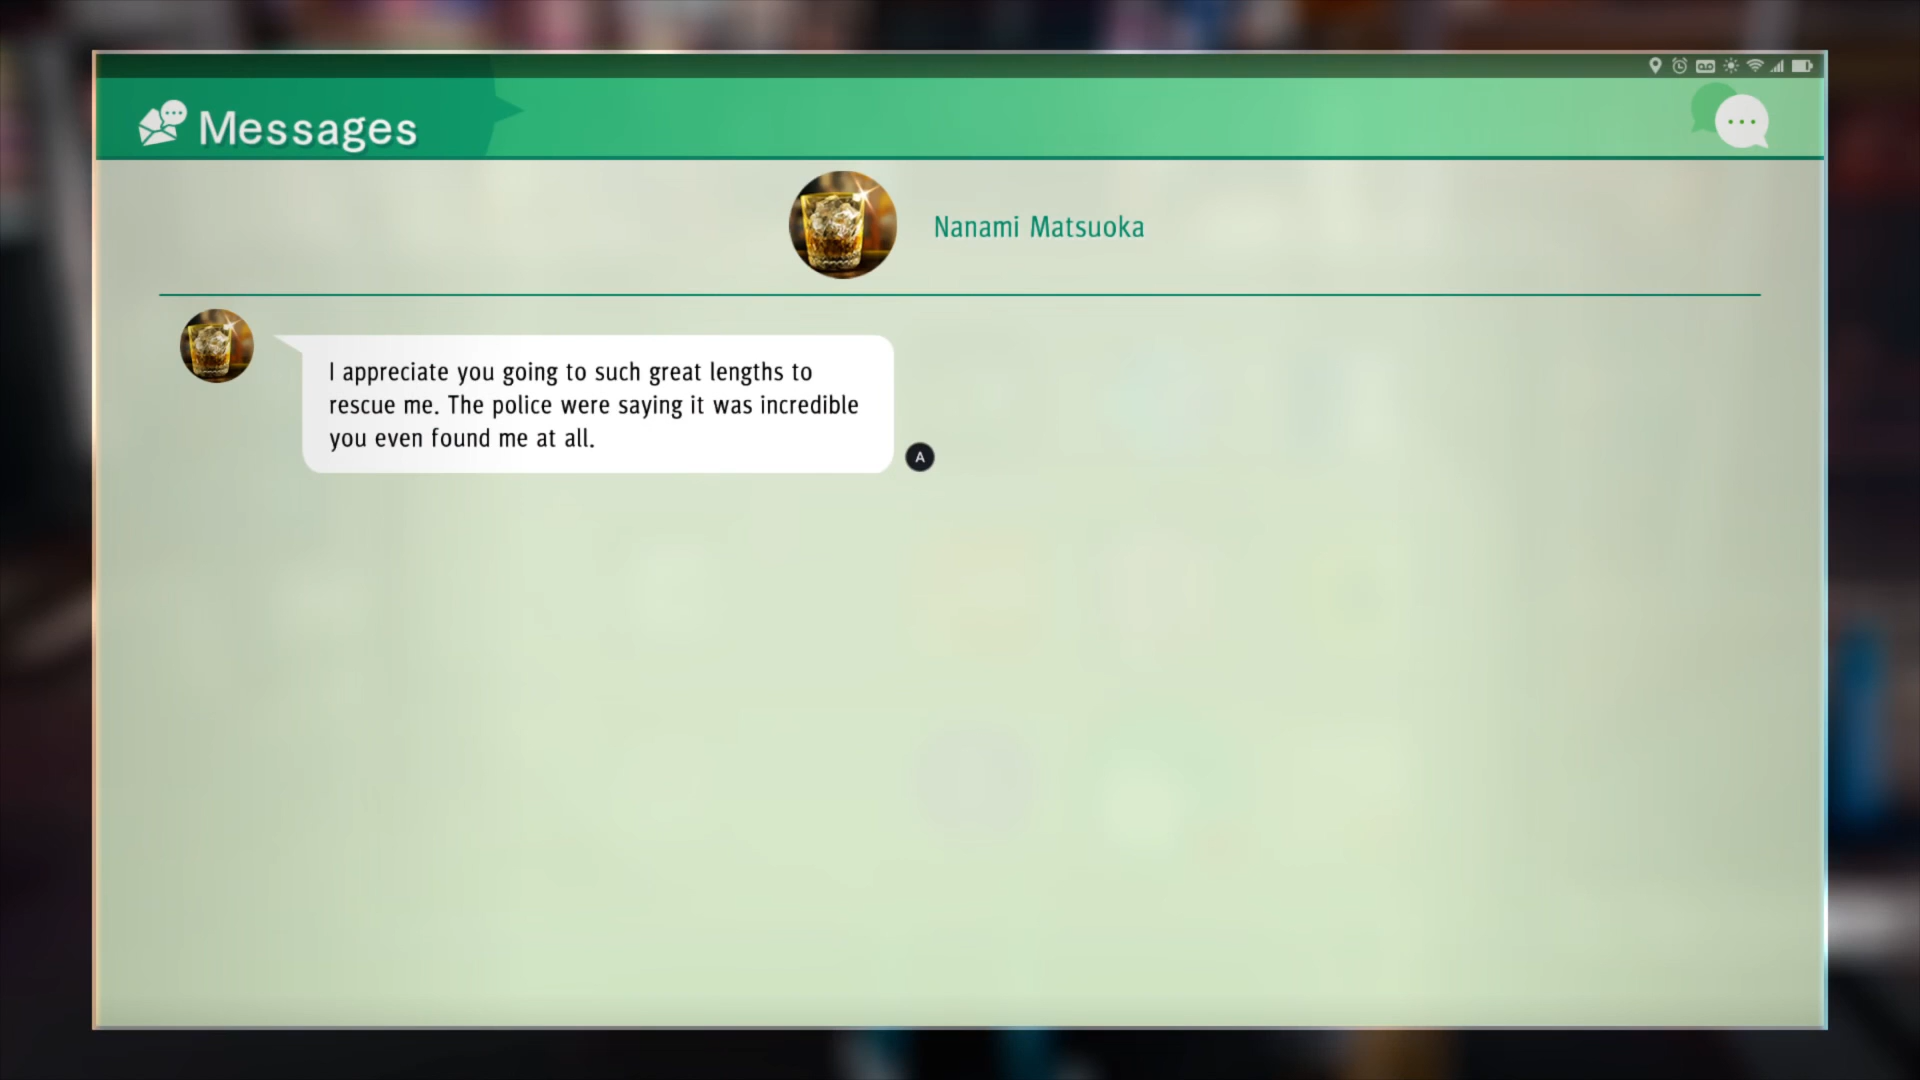 Messages
Nanami Matsuoka
I appreciate you going to such great lengths to
rescue me. The police were saying it was incredible
you even found me at all.
A